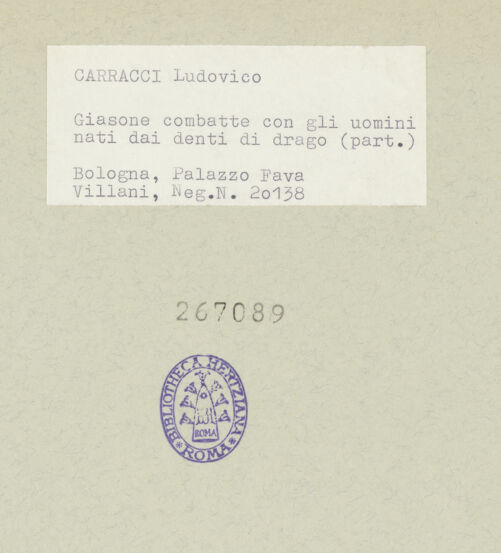 CARRACCI Ludovico
Giasone combatte con gli uomini
nati dai denti di drago (part.)
Bologna, Palazzo Fava
Villani, Neg.N. 20138
267089
BIBLIOTHECA HERTZIANA
ROMA
*ROMA*